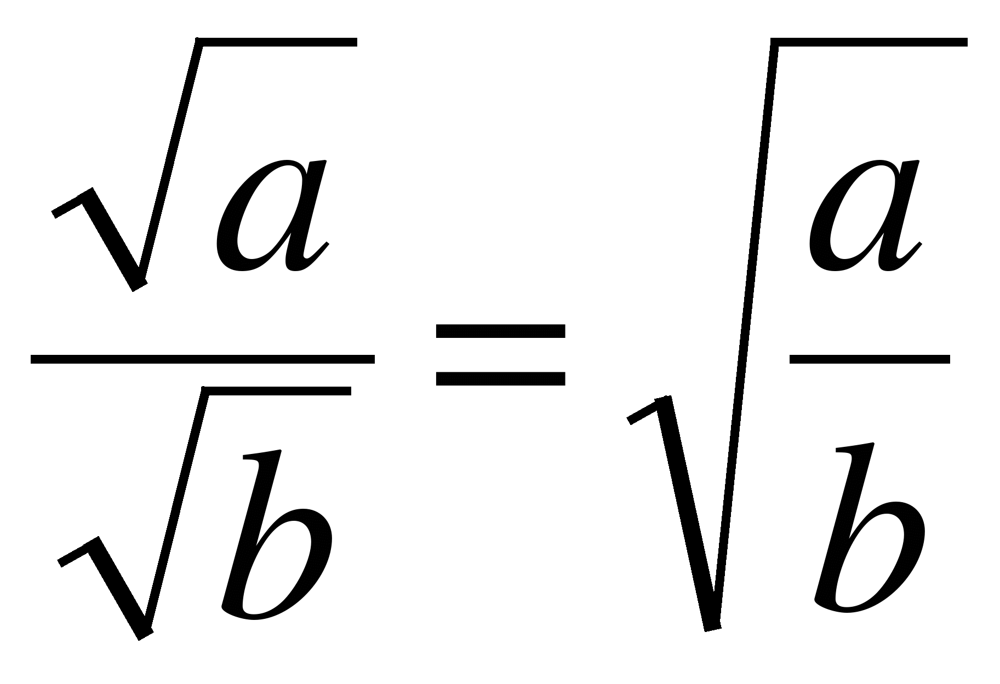 √a / √b = √(a / b)